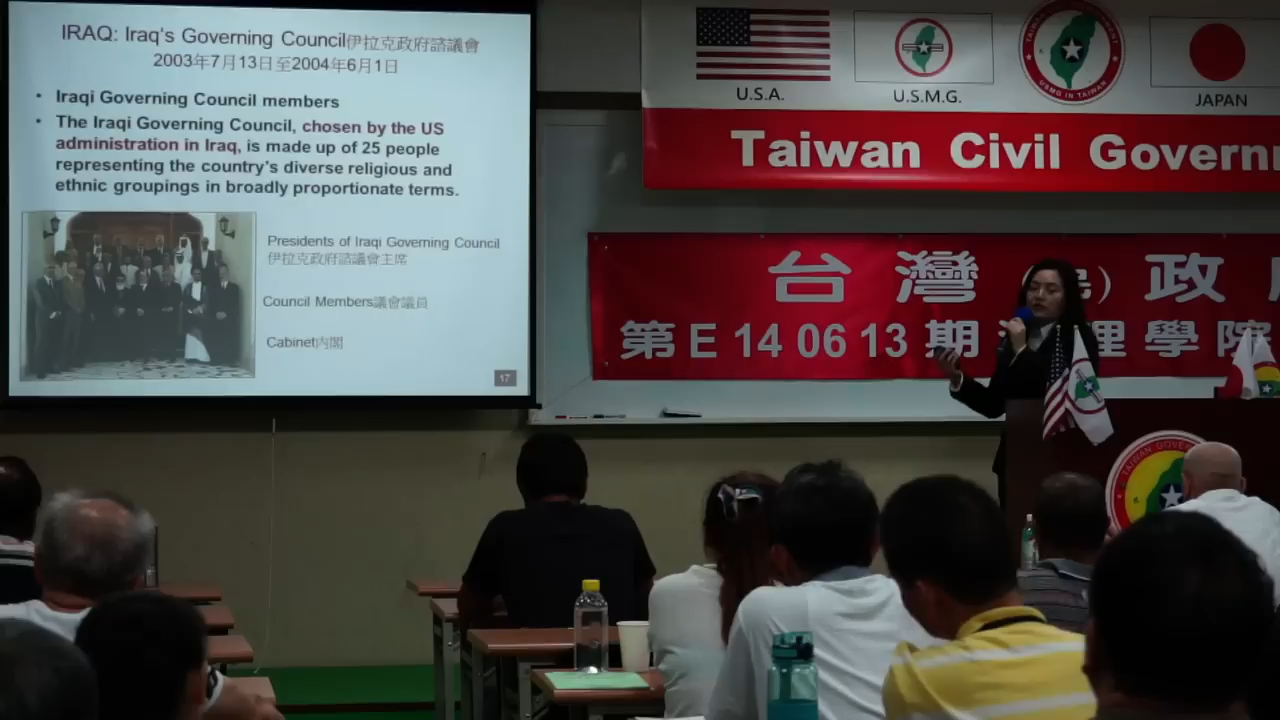 IRAQ: Iraq's Governing Council伊拉克政府諮議會
2003年7月13日至2004年6月1日
• Iraqi Governing Council members
• The Iraqi Governing Council, chosen by the US
administration in Iraq, is made up of 25 people
representing the country's diverse religious and
ethnic groupings in broadly proportionate terms.
Presidents of Iraqi Governing Council
伊拉克政府諮議會主席
Council Members議會議員
Cabinet內閣
17
U.S.A.
U.S.M.G.
USMG IN TAIWAN
JAPAN
Taiwan Civil Governm
台灣 政
第E 14 06 13 期 理學院
TAIWAN GOVE